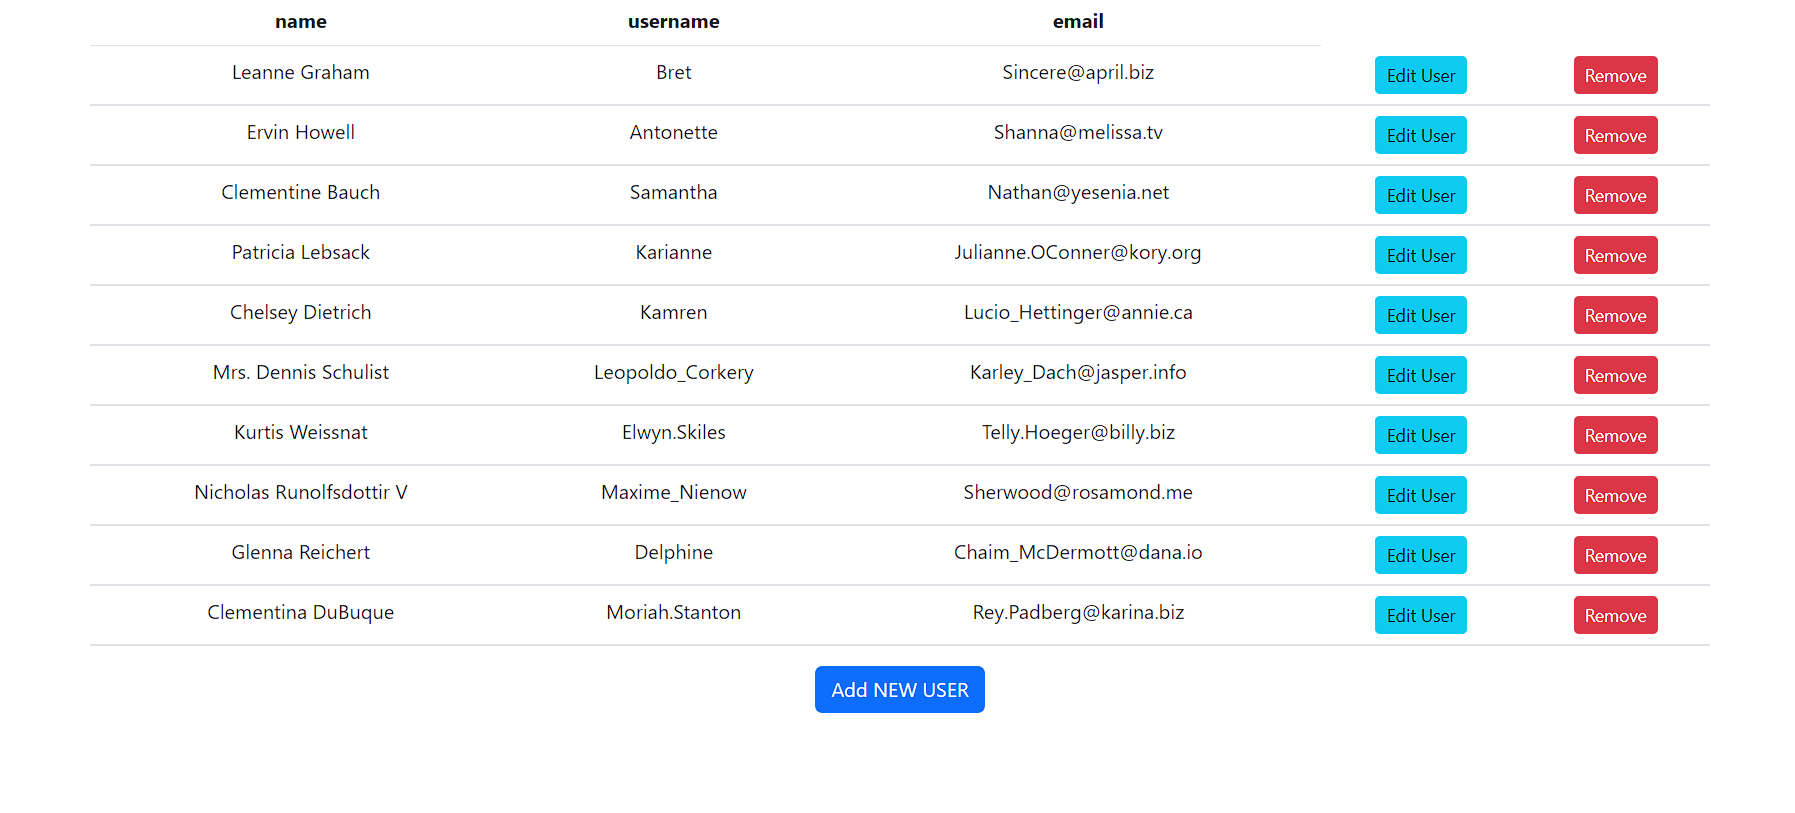 name username email
Leanne Graham Bret Sincere@april.biz Edit User Remove
Ervin Howell Antonette Shanna@melissa.tv Edit User Remove
Clementine Bauch Samantha Nathan@yesenia.net Edit User Remove
Patricia Lebsack Karianne Julianne.OConner@kory.org Edit User Remove
Chelsey Dietrich Kamren Lucio_Hettinger@annie.ca Edit User Remove
Mrs. Dennis Schulist Leopoldo_Corkery Karley_Dach@jasper.info Edit User Remove
Kurtis Weissnat Elwyn.Skiles Telly.Hoeger@billy.biz Edit User Remove
Nicholas Runolfsdottir V Maxime_Nienow Sherwood@rosamond.me Edit User Remove
Glenna Reichert Delphine Chaim_McDermott@dana.io Edit User Remove
Clementina DuBuque Moriah.Stanton Rey.Padberg@karina.biz Edit User Remove
Add NEW USER